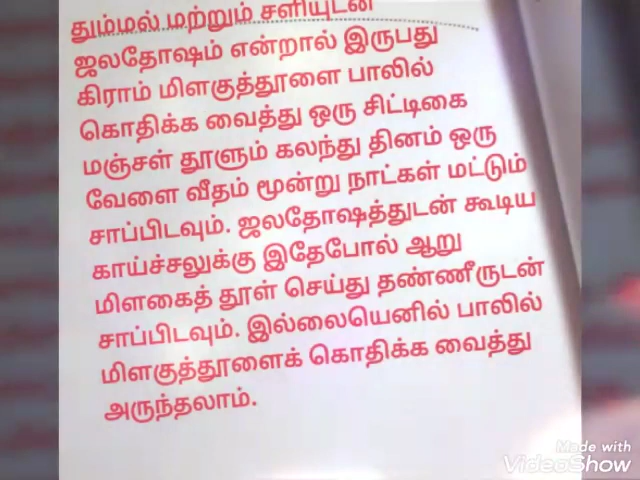 தும்மல் மற்றும் சளியுடன்
ஜலதோஷம் என்றால் இருபது
கிராம் மிளகுத்தூளை பாலில்
கொதிக்க வைத்து ஒரு சிட்டிகை
மஞ்சள் தூளும் கலந்து தினம் ஒரு
வேளை வீதம் மூன்று நாட்கள் மட்டும்
சாப்பிடவும். ஜலதோஷத்துடன் கூடிய
காய்ச்சலுக்கு இதேபோல் ஆறு
மிளகைத் தூள் செய்து தண்ணீருடன்
சாப்பிடவும். இல்லையெனில் பாலில்
மிளகுத்தூளைக் கொதிக்க வைத்து
அருந்தலாம்.
Made with
VideoShow